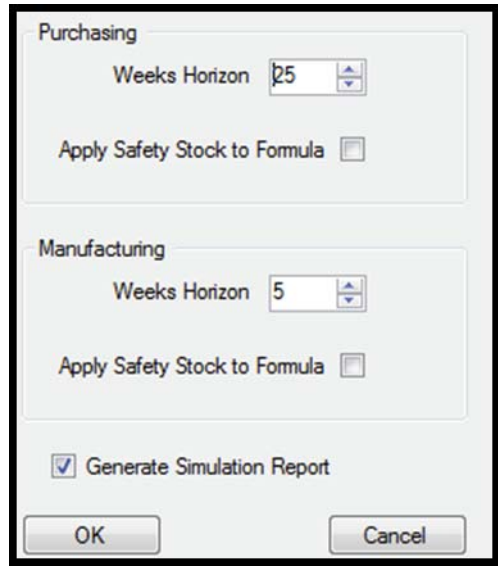 Purchasing
Weeks Horizon 25
Apply Safety Stock to Formula
Manufacturing
Weeks Horizon 5
Apply Safety Stock to Formula
Generate Simulation Report
OK Cancel